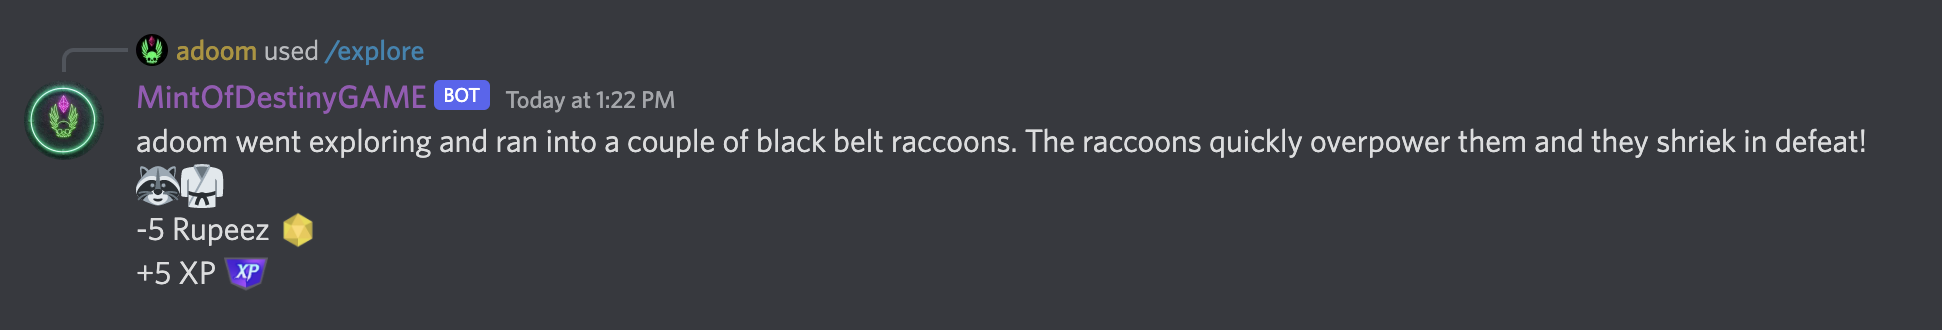 adoom used /explore
MintOfDestinyGAME BOT Today at 1:22 PM
adoom went exploring and ran into a couple of black belt raccoons. The raccoons quickly overpower them and they shriek in defeat!
-5 Rupeez
+5 XP XP